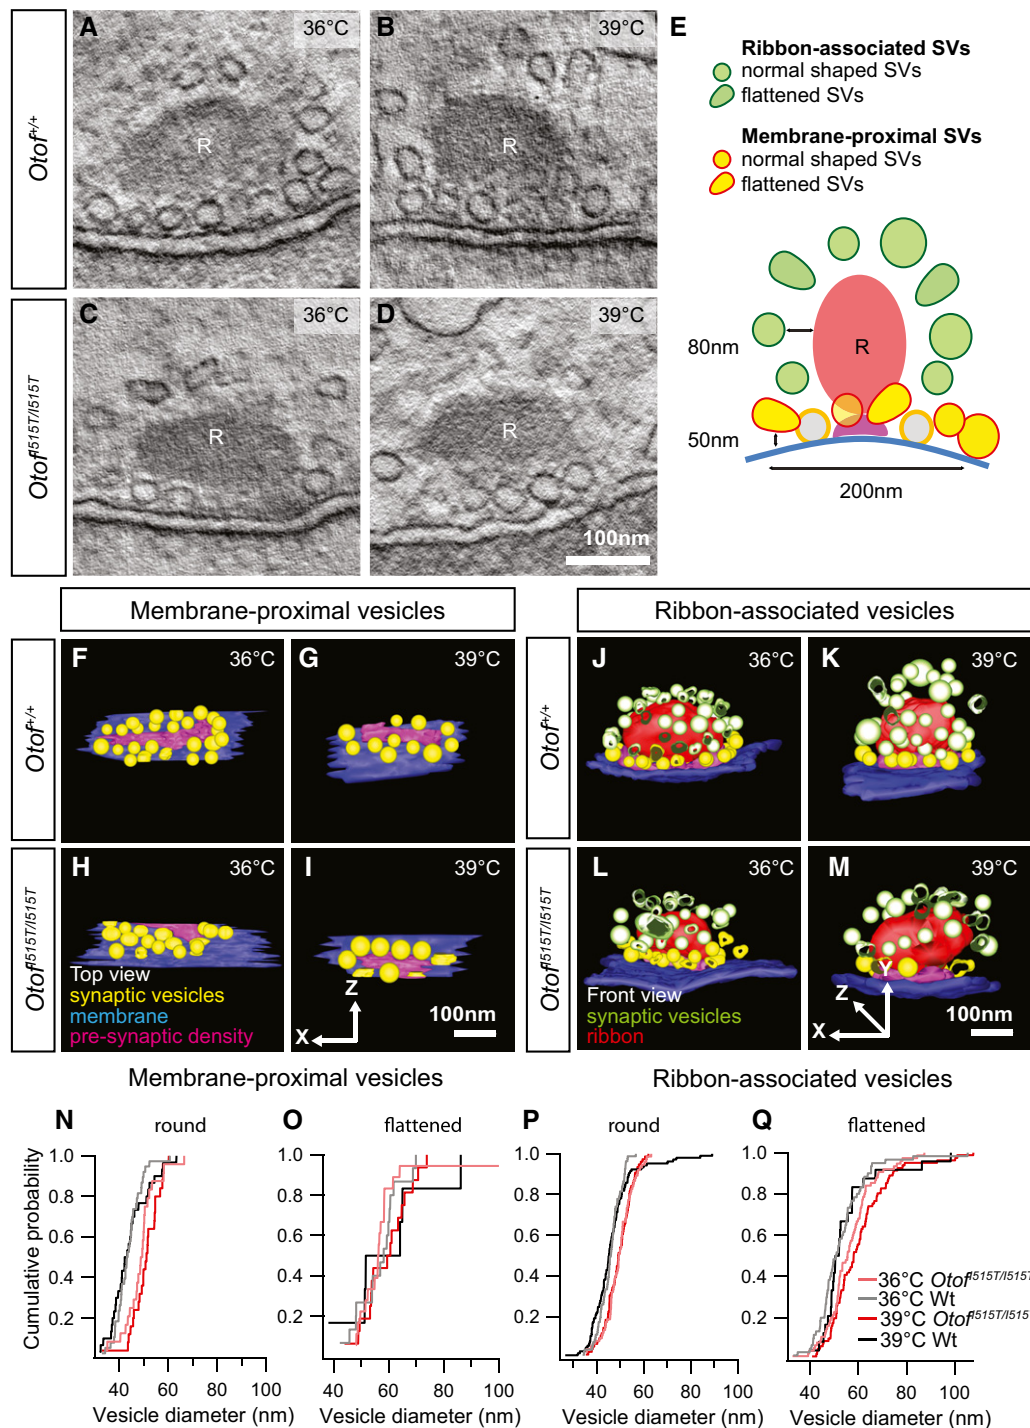 A 36°C
B 39°C
E
Ribbon-associated SVs
normal shaped SVs
flattened SVs
Membrane-proximal SVs
normal shaped SVs
flattened SVs
Otof+/+
R
R
C 36°C
D 39°C
OtofI515T/I515T
R
R
100nm
80nm
R
50nm
200nm
Membrane-proximal vesicles
Ribbon-associated vesicles
Otof+/+
F 36°C
G 39°C
Otof+/+
J 36°C
K 39°C
OtofI515T/I515T
H 36°C
I 39°C
OtofI515T/I515T
L 36°C
M 39°C
Top view
synaptic vesicles
membrane
pre-synaptic density
Z
X
100nm
Front view
synaptic vesicles
ribbon
Y
Z
X
100nm
Membrane-proximal vesicles
Ribbon-associated vesicles
N round
O flattened
P round
Q flattened
Cumulative probability
1.0
0.8
0.6
0.4
0.2
40 60 80 100
Vesicle diameter (nm)
1.0
0.8
0.6
0.4
0.2
40 60 80 100
Vesicle diameter (nm)
1.0
0.8
0.6
0.4
0.2
40 60 80 100
Vesicle diameter (nm)
1.0
0.8
0.6
0.4
0.2
40 60 80 100
Vesicle diameter (nm)
36°C OtofI515T/I515T
36°C Wt
39°C OtofI515T/I515T
39°C Wt